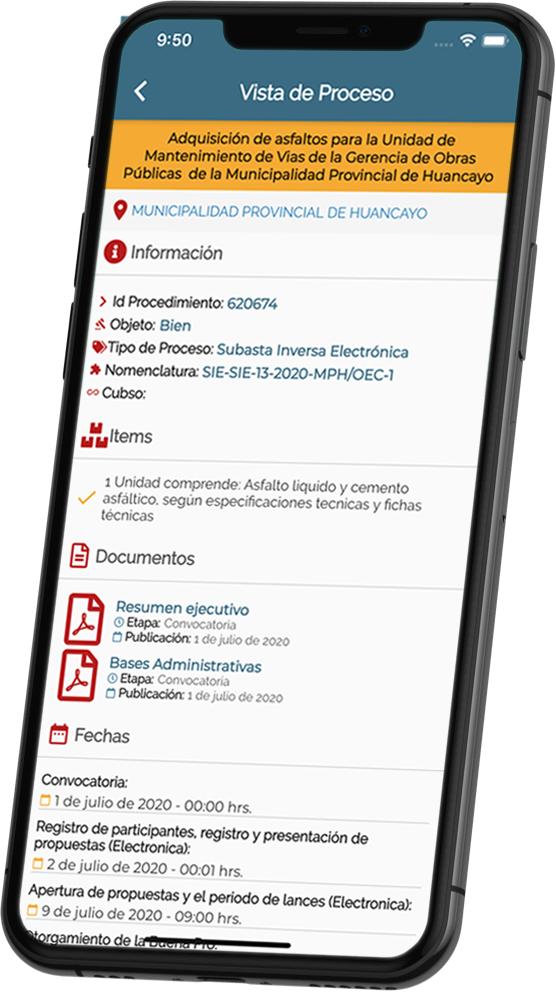 9:50
Vista de Proceso
Adquisición de asfaltos para la Unidad de
Mantenimiento de Vias de la Gerencia de Obras
Públicas de la Municipalidad Provincial de Huancayo
MUNICIPALIDAD PROVINCIAL DE HUANCAYO
Información
Id Procedimiento: 620674
Objeto: Bien
Tipo de Proceso: Subasta Inversa Electrónica
Nomenclatura: SIE-SIE-13-2020-MPH/OEC-1
Cubso:
Items
1 Unidad comprende: Asfalto liquido y cemento
asfáltico, según especificaciones tecnicas y fichas
técnicas
Documentos
Resumen ejecutivo
Etapa: Convocatoria
Publicación: 1 de julio de 2020
Bases Administrativas
Etapa: Convocatoria
Publicación: 1 de julio de 2020
Fechas
Convocatoria:
1 de julio de 2020 - 00:00 hrs.
Registro de participantes, registro y presentación de
propuestas (Electronica):
2 de julio de 2020 - 00:01 hrs.
Apertura de propuestas y el periodo de lances (Electronica):
9 de julio de 2020 - 09:00 hrs.
Otorgamiento de la Buena Pro: